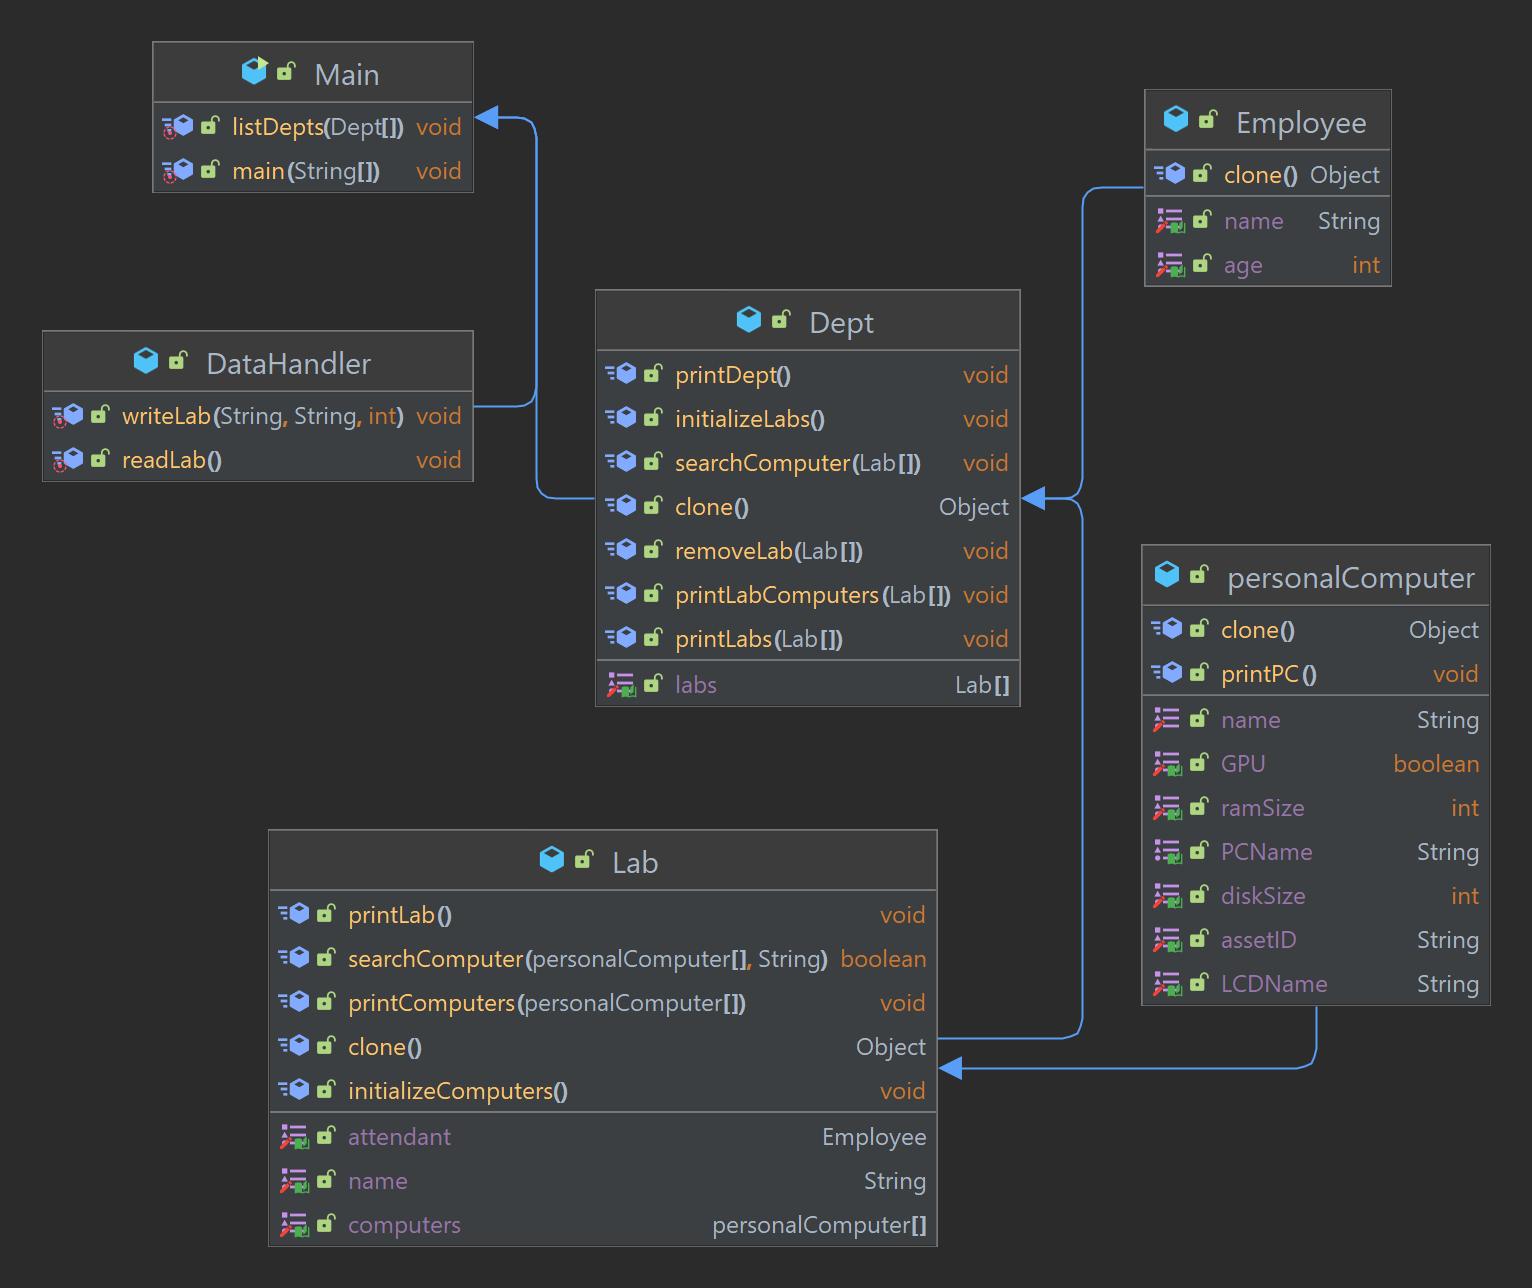 Main
listDepts(Dept[]) void
main(String[]) void
Employee
clone() Object
name String
age int
DataHandler
writeLab(String, String, int) void
readLab() void
Dept
printDept() void
initializeLabs() void
searchComputer(Lab[]) void
clone() Object
removeLab(Lab[]) void
printLabComputers(Lab[]) void
printLabs(Lab[]) void
labs Lab[]
personalComputer
clone() Object
printPC() void
name String
GPU boolean
ramSize int
PCName String
diskSize int
assetID String
LCDName String
Lab
printLab() void
searchComputer(personalComputer[], String) boolean
printComputers(personalComputer[]) void
clone() Object
initializeComputers() void
attendant Employee
name String
computers personalComputer[]